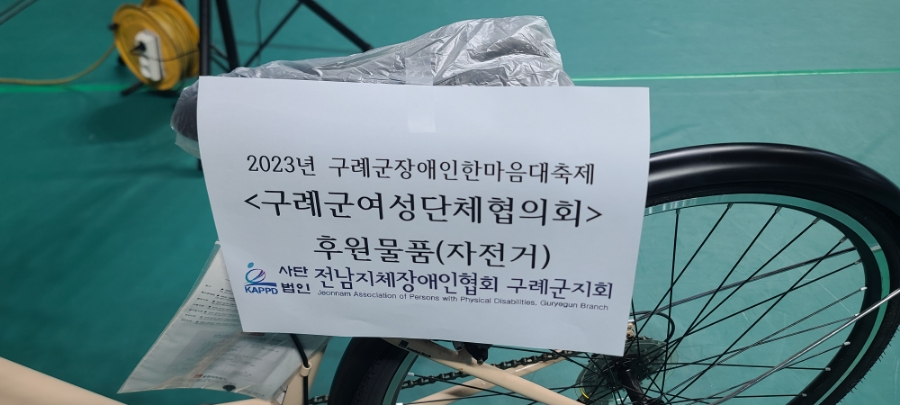 2023년 구례군장애인한마음대축제
<구례군여성단체협의회>
후원물품(자전거)
KAPPD 사단법인 전남지체장애인협회 구례군지회
Jeonnam Association of Persons with Physical Disabilities, Guryegun Branch